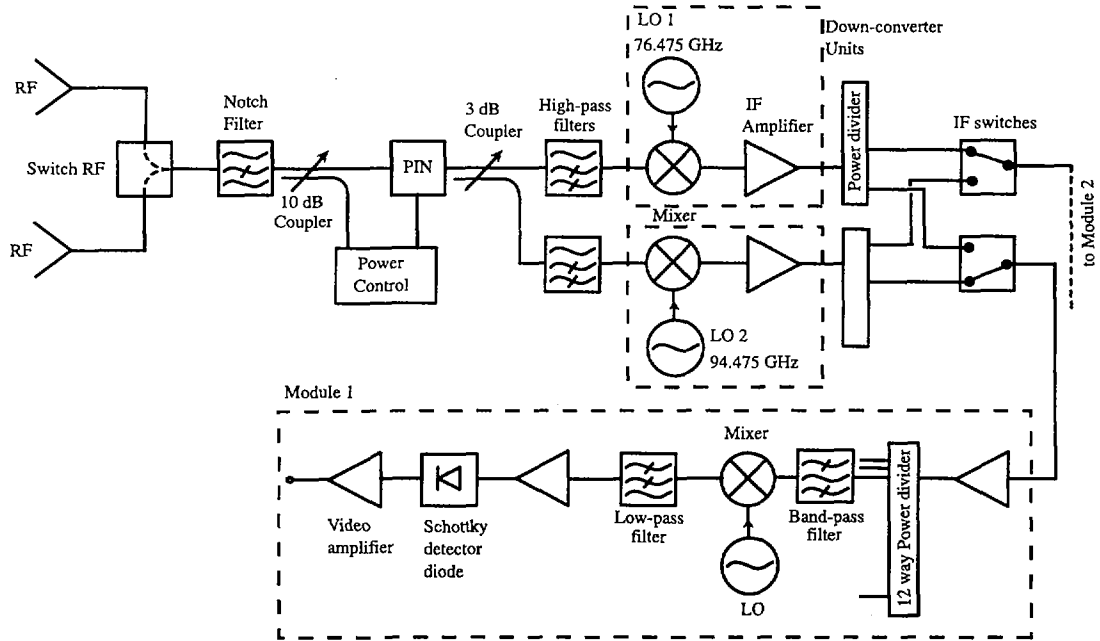 LO 1
76.475 GHz
Down-converter
Units
RF
Notch
Filter
3 dB
Coupler
High-pass
filters
IF
Amplifier
Power divider
IF switches
Switch RF
PIN
10 dB
Coupler
RF
Power
Control
Mixer
to Module 2
LO 2
94.475 GHz
Module 1
Mixer
Video
amplifier
Schottky
detector
diode
Low-pass
filter
Band-pass
filter
12 way Power divider
LO